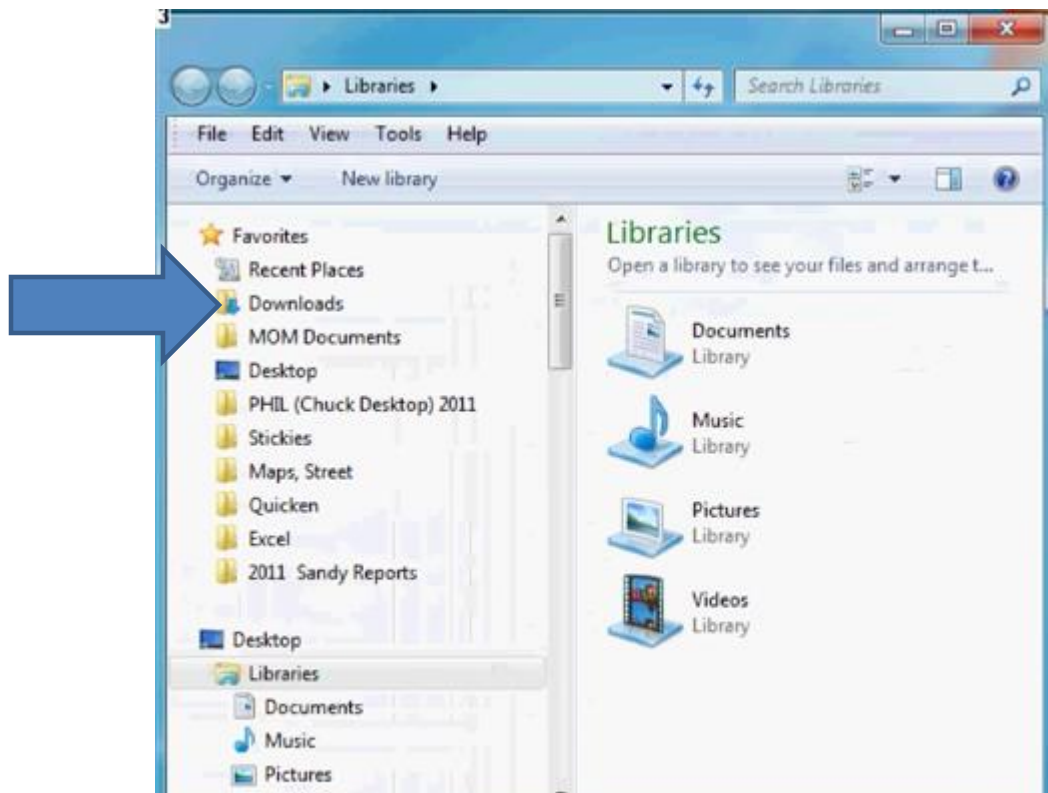 3
Libraries
Search Libraries
File Edit View Tools Help
Organize New library
Favorites
Recent Places
Downloads
MOM Documents
Desktop
PHIL (Chuck Desktop) 2011
Stickies
Maps, Street
Quicken
Excel
2011 Sandy Reports
Desktop
Libraries
Documents
Music
Pictures
Libraries
Open a library to see your files and arrange t...
Documents
Library
Music
Library
Pictures
Library
Videos
Library